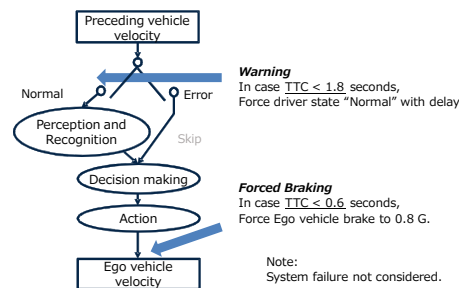 Preceding vehicle
velocity
Normal
Error
Perception and
Recognition
Skip
Decision making
Action
Ego vehicle
velocity
Warning
In case TTC < 1.8 seconds,
Force driver state “Normal” with delay
Forced Braking
In case TTC < 0.6 seconds,
Force Ego vehicle brake to 0.8 G.
Note:
System failure not considered.